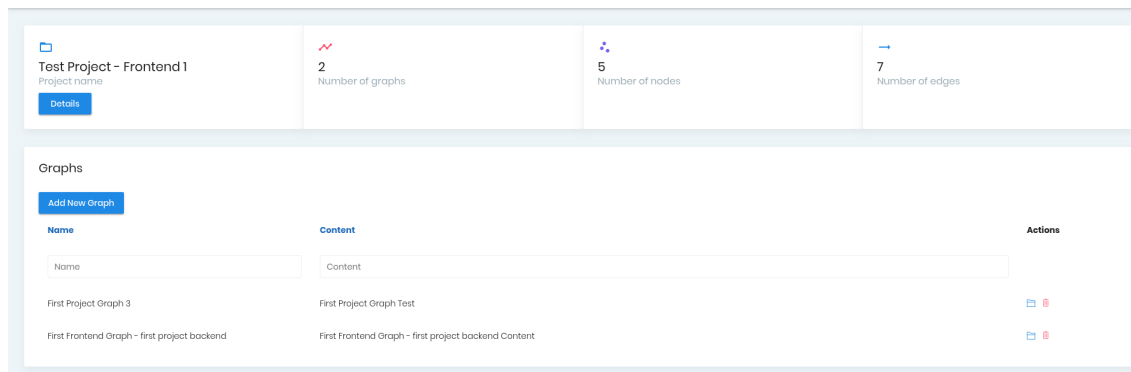 Test Project - Frontend 1
Project name
Details
2
Number of graphs
5
Number of nodes
7
Number of edges
Graphs
Add New Graph
Name Content Actions
Name Content
First Project Graph 3 First Project Graph Test
First Frontend Graph - first project backend First Frontend Graph - first project backend Content